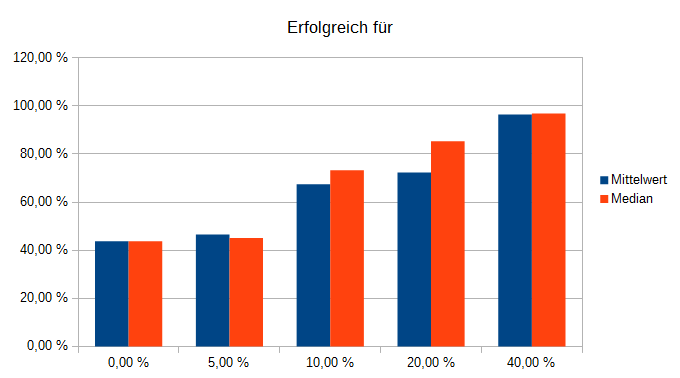 Erfolgreich für
120,00 %
100,00 %
80,00 %
60,00 %
40,00 %
20,00 %
0,00 %
0,00 % 5,00 % 10,00 % 20,00 % 40,00 %
Mittelwert
Median